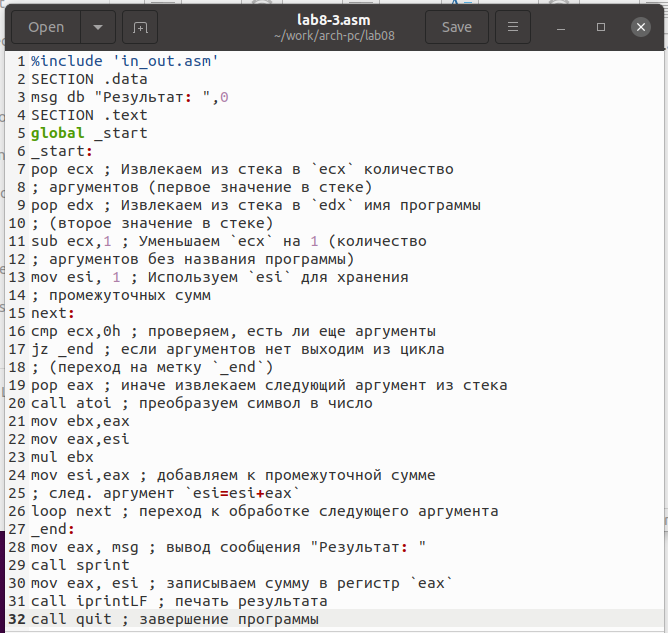 Open
lab8-3.asm
~/work/arch-pc/lab08
Save
1 %include 'in_out.asm'
2 SECTION .data
3 msg db "Результат: ",0
4 SECTION .text
5 global _start
6 _start:
7 pop ecx ; Извлекаем из стека в `ecx` количество
8 ; аргументов (первое значение в стеке)
9 pop edx ; Извлекаем из стека в `edx` имя программы
10 ; (второе значение в стеке)
11 sub ecx,1 ; Уменьшаем `ecx` на 1 (количество
12 ; аргументов без названия программы)
13 mov esi, 1 ; Используем `esi` для хранения
14 ; промежуточных сумм
15 next:
16 cmp ecx,0h ; проверяем, есть ли еще аргументы
17 jz _end ; если аргументов нет выходим из цикла
18 ; (переход на метку `_end`)
19 pop eax ; иначе извлекаем следующий аргумент из стека
20 call atoi ; преобразуем символ в число
21 mov ebx,eax
22 mov eax,esi
23 mul ebx
24 mov esi,eax ; добавляем к промежуточной сумме
25 ; след. аргумент `esi=esi+eax`
26 loop next ; переход к обработке следующего аргумента
27 _end:
28 mov eax, msg ; вывод сообщения "Результат: "
29 call sprint
30 mov eax, esi ; записываем сумму в регистр `eax`
31 call iprintLF ; печать результата
32 call quit ; завершение программы